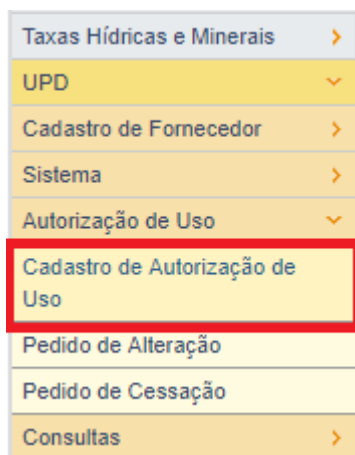 Taxas Hídricas e Minerais
UPD
Cadastro de Fornecedor
Sistema
Autorização de Uso
Cadastro de Autorização de
Uso
Pedido de Alteração
Pedido de Cessação
Consultas